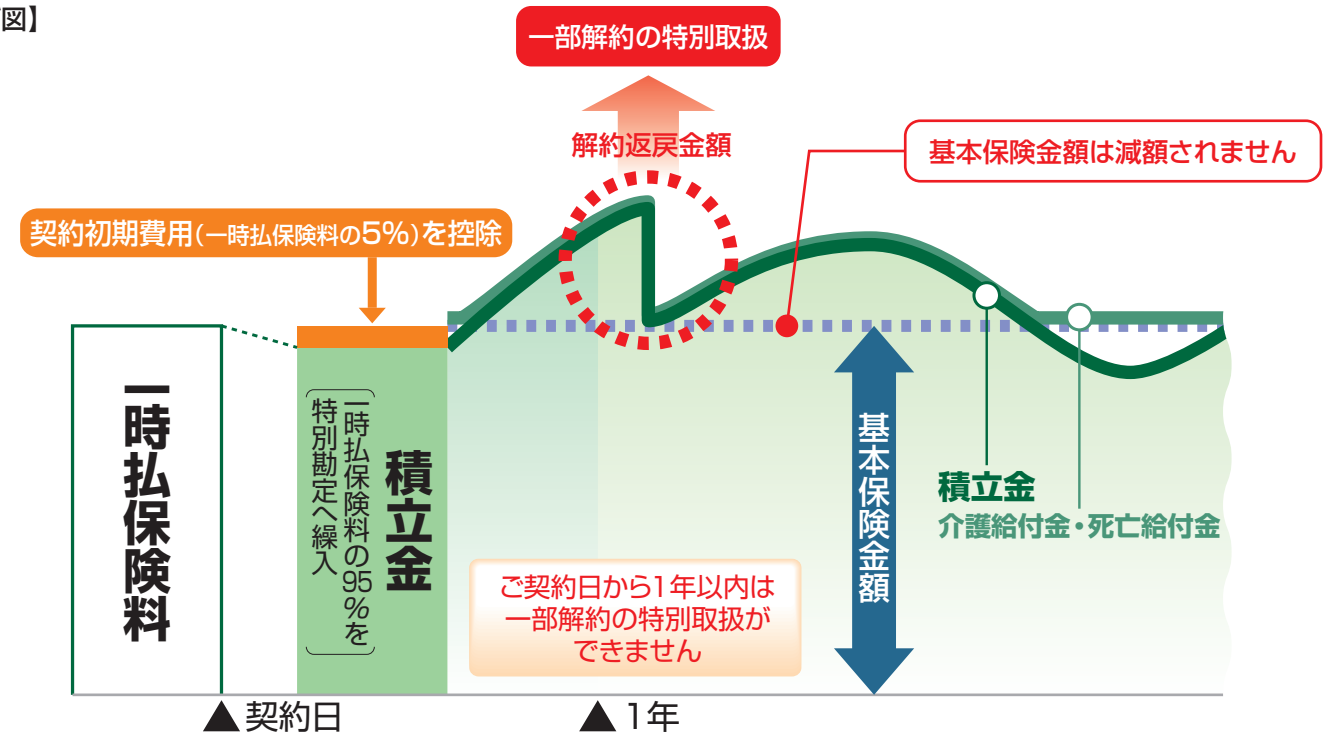 図】
一部解約の特別取扱
解約返戻金額
基本保険金額は減額されません
契約初期費用(一時払保険料の5%)を控除
一時払保険料
積立金
一時払保険料の95%を
特別勘定へ繰入
基本保険金額
積立金
介護給付金・死亡給付金
ご契約日から1年以内は
一部解約の特別取扱が
できません
▲契約日
▲1年